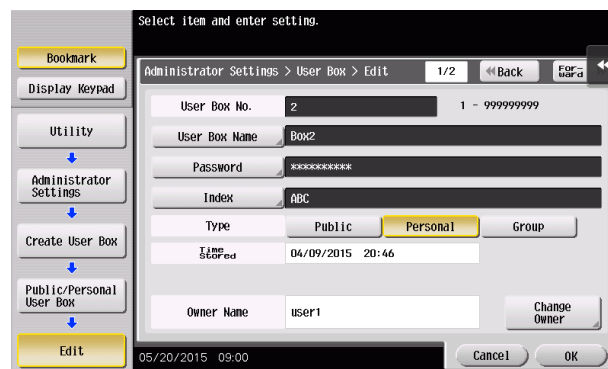 Select item and enter setting.
Bookmark
Display Keypad
Utility
Administrator
Settings
Create User Box
Public/Personal
User Box
Edit
Administrator Settings > User Box > Edit
1/2
Back
For-
ward
User Box No.
2
1 - 999999999
User Box Name
Box2
Password
**********
Index
ABC
Type
Public
Personal
Group
Time
Stored
04/09/2015 20:46
Owner Name
user1
Change
Owner
05/20/2015 09:00
Cancel
OK